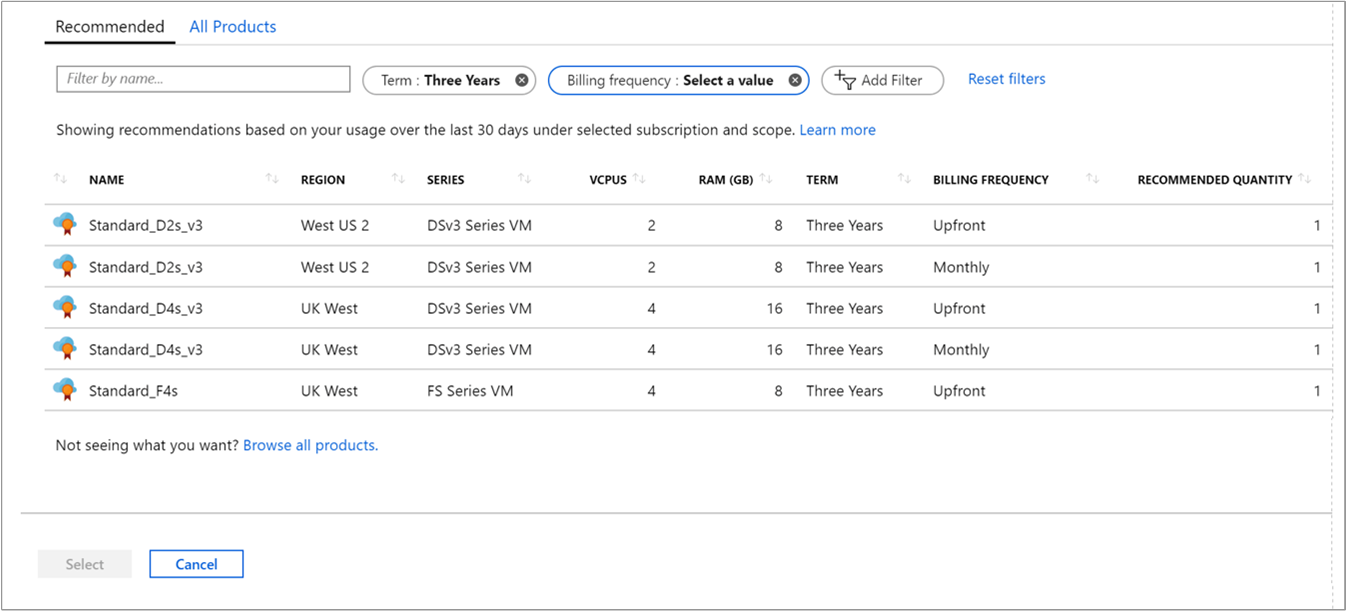 Recommended All Products
Filter by name... Term : Three Years Billing frequency : Select a value Add Filter Reset filters
Showing recommendations based on your usage over the last 30 days under selected subscription and scope. Learn more
NAME REGION SERIES VCPUS RAM (GB) TERM BILLING FREQUENCY RECOMMENDED QUANTITY
Standard_D2s_v3 West US 2 DSv3 Series VM 2 8 Three Years Upfront 1
Standard_D2s_v3 West US 2 DSv3 Series VM 2 8 Three Years Monthly 1
Standard_D4s_v3 UK West DSv3 Series VM 4 16 Three Years Upfront 1
Standard_D4s_v3 UK West DSv3 Series VM 4 16 Three Years Monthly 1
Standard_F4s UK West FS Series VM 4 8 Three Years Upfront 1
Not seeing what you want? Browse all products.
Select Cancel